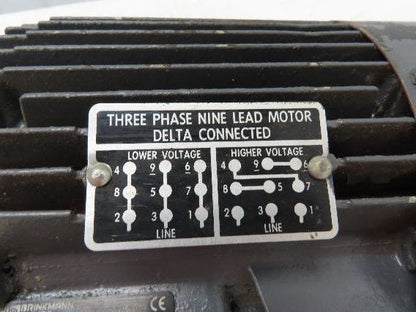 THREE PHASE NINE LEAD MOTOR
DELTA CONNECTED
LOWER VOLTAGE HIGHER VOLTAGE
4 9 6 4 9 6
8 5 7 8 5 7
2 3 1 2 3 1
LINE LINE
BRINKMANN CE